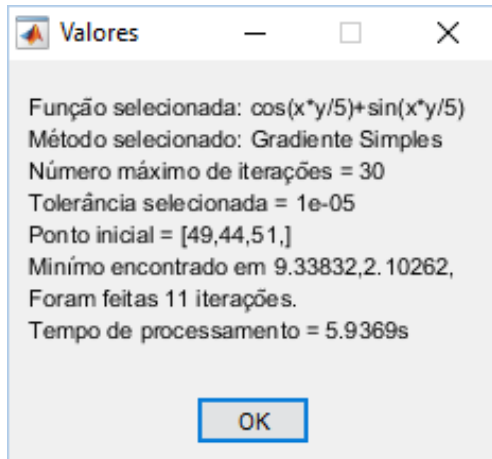 Valores
Função selecionada: cos(x*y/5)+sin(x*y/5)
Método selecionado: Gradiente Simples
Número máximo de iterações = 30
Tolerância selecionada = 1e-05
Ponto inicial = [49,44,51,]
Minímo encontrado em 9.33832,2.10262,
Foram feitas 11 iterações.
Tempo de processamento = 5.9369s
OK